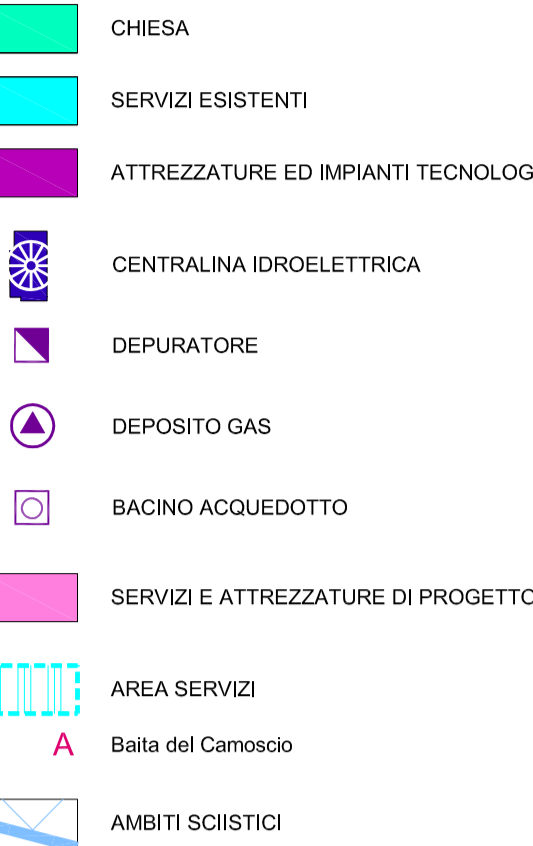 CHIESA
SERVIZI ESISTENTI
ATTREZZATURE ED IMPIANTI TECNOLOG
CENTRALINA IDROELETTRICA
DEPURATORE
DEPOSITO GAS
BACINO ACQUEDOTTO
SERVIZI E ATTREZZATURE DI PROGETTO
AREA SERVIZI
A Baita del Camoscio
AMBITI SCIISTICI